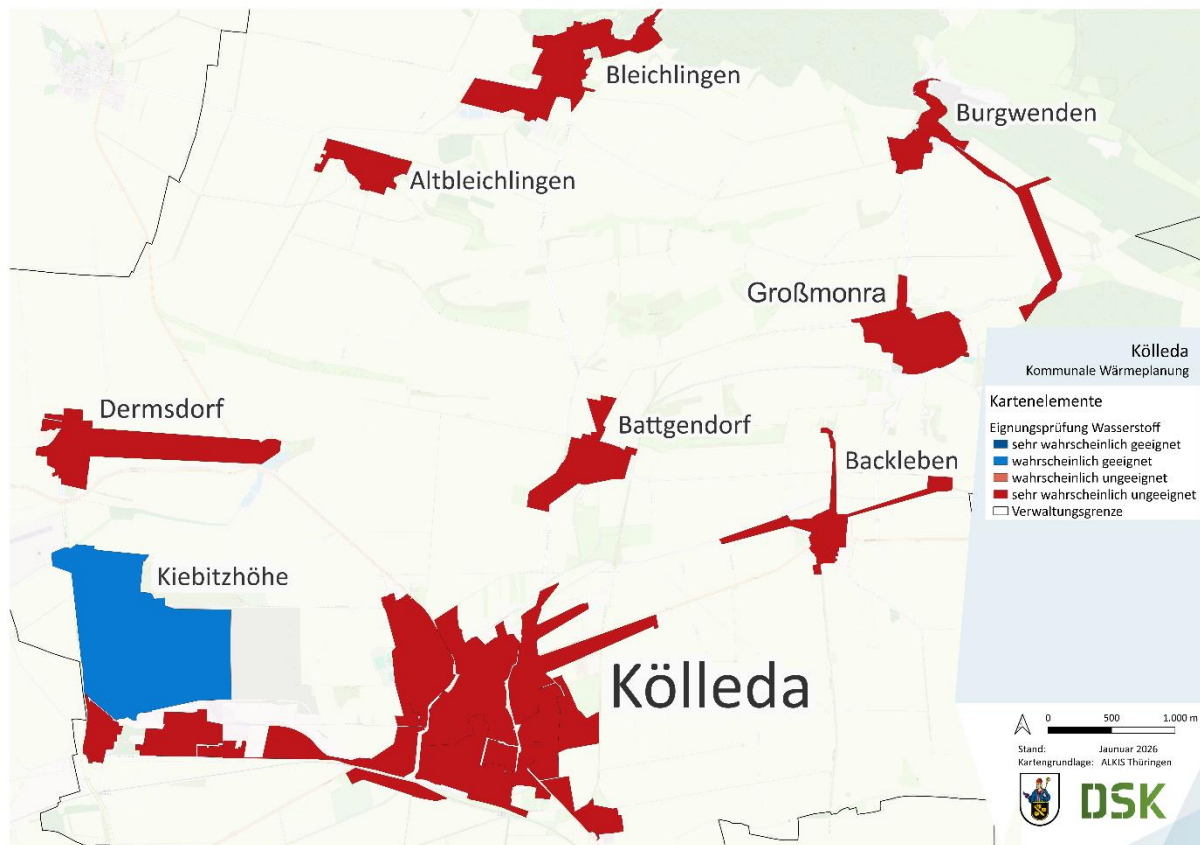 Bleichlingen
Burgwenden
Altbleichlingen
Großmonra
Kölleda
Kommunale Wärmeplanung
Kartenelemente
Eignungsprüfung Wasserstoff
sehr wahrscheinlich geeignet
wahrscheinlich geeignet
wahrscheinlich ungeeignet
sehr wahrscheinlich ungeeignet
Verwaltungsgrenze
Dermsdorf
Battgendorf
Backleben
Kiebitzhöhe
Kölleda
0 500 1.000 m
Stand: Jaunuar 2026
Kartengrundlage: ALKIS Thüringen
DSK